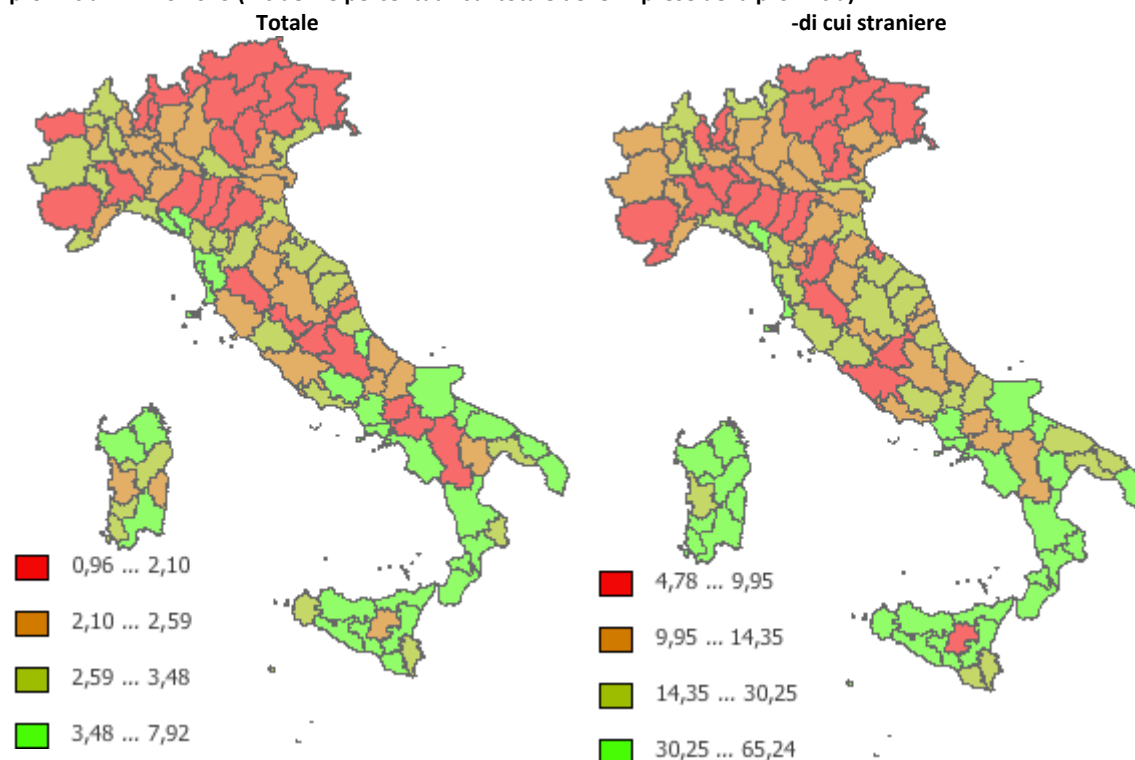 Totale
-di cui straniere
0,96 ... 2,10
2,10 ... 2,59
2,59 ... 3,48
3,48 ... 7,92
4,78 ... 9,95
9,95 ... 14,35
14,35 ... 30,25
30,25 ... 65,24